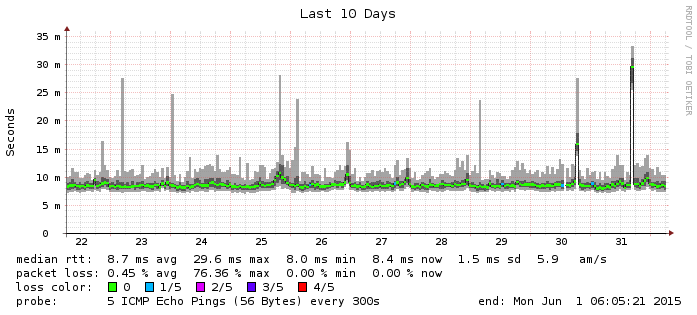 Last 10 Days
RRDTOOL / TOBI OETIKER
Seconds
35 m
30 m
25 m
20 m
15 m
10 m
5 m
0
22 23 24 25 26 27 28 29 30 31
median rtt: 8.7 ms avg 29.6 ms max 8.0 ms min 8.4 ms now 1.5 ms sd 5.9 am/s
packet loss: 0.45 % avg 76.36 % max 0.00 % min 0.00 % now
loss color: 0 1/5 2/5 3/5 4/5
probe: 5 ICMP Echo Pings (56 Bytes) every 300s end: Mon Jun 1 06:05:21 2015